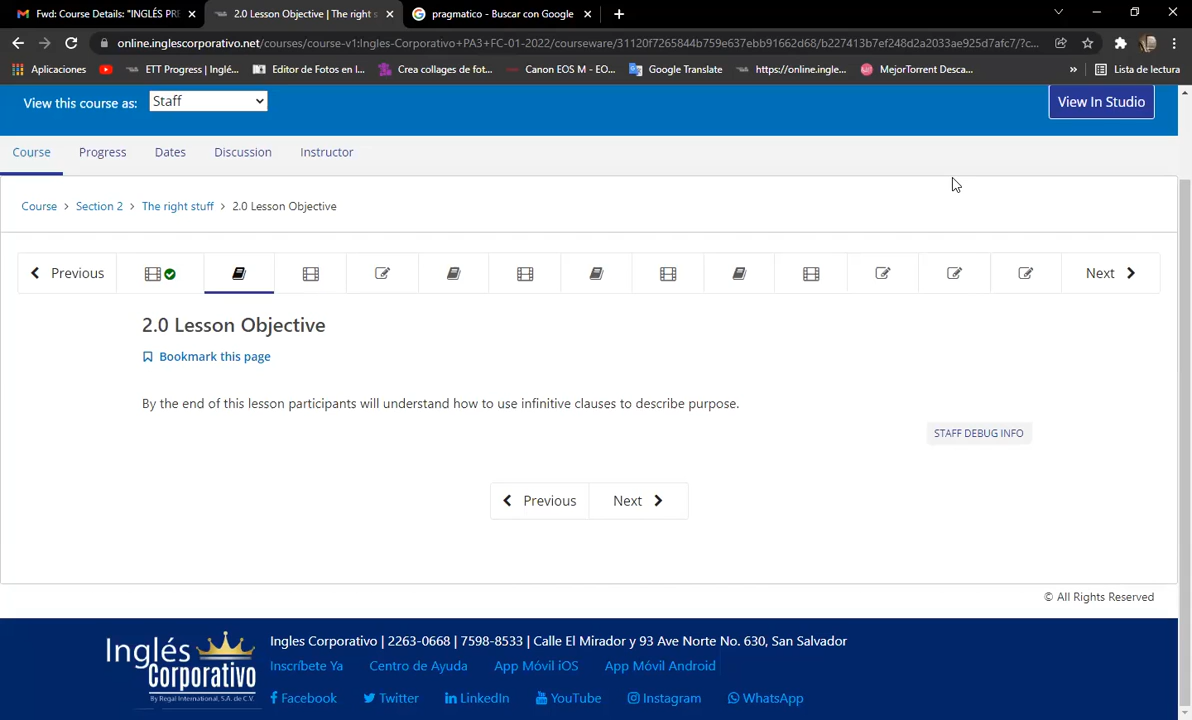 Fwd: Course Details: "INGLÉS PRE
2.0 Lesson Objective | The right s
pragmatico - Buscar con Google
online.inglescorporativo.net/courses/course-v1:Ingles-Corporativo+PA3+FC-01-2022/courseware/31120f7265844b759e637ebb91662d68/b227413b7ef248d2a2033ae925d7afc7/?c...
Aplicaciones
ETT Progress | Inglé...
Editor de Fotos en l...
Crea collages de fot...
Canon EOS M - EO...
Google Translate
https://online.ingle...
MejorTorrent Desca...
»
Lista de lectura
View this course as:
Staff
View In Studio
Course
Progress
Dates
Discussion
Instructor
Course > Section 2 > The right stuff > 2.0 Lesson Objective
Previous
Next
2.0 Lesson Objective
Bookmark this page
By the end of this lesson participants will understand how to use infinitive clauses to describe purpose.
STAFF DEBUG INFO
Previous
Next
© All Rights Reserved
Inglés
Corporativo
By Regal International, S.A. de C.V.
Ingles Corporativo | 2263-0668 | 7598-8533 | Calle El Mirador y 93 Ave Norte No. 630, San Salvador
Inscríbete Ya
Centro de Ayuda
App Móvil iOS
App Móvil Android
Facebook
Twitter
LinkedIn
YouTube
Instagram
WhatsApp